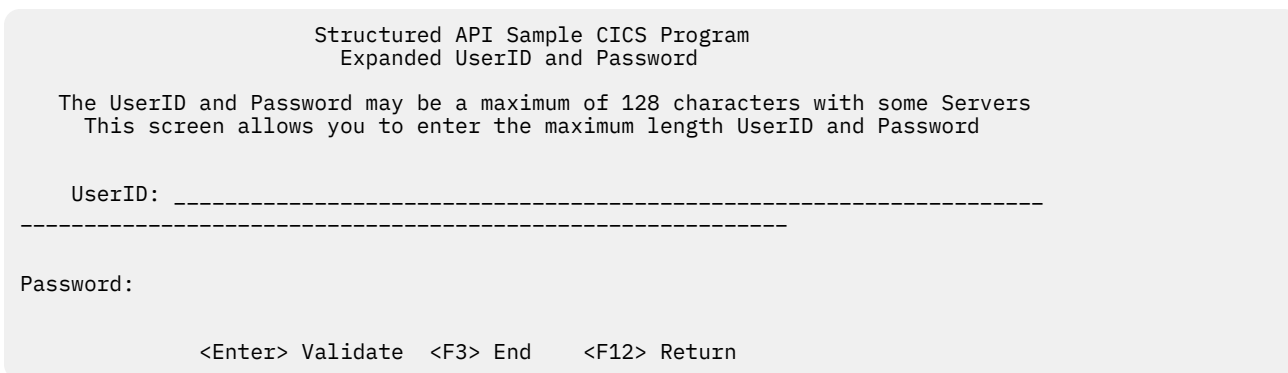 Structured API Sample CICS Program
Expanded UserID and Password
The UserID and Password may be a maximum of 128 characters with some Servers
This screen allows you to enter the maximum length UserID and Password
UserID: ____________________________________________________________________
____________________________________________________________
Password:
<Enter> Validate <F3> End <F12> Return